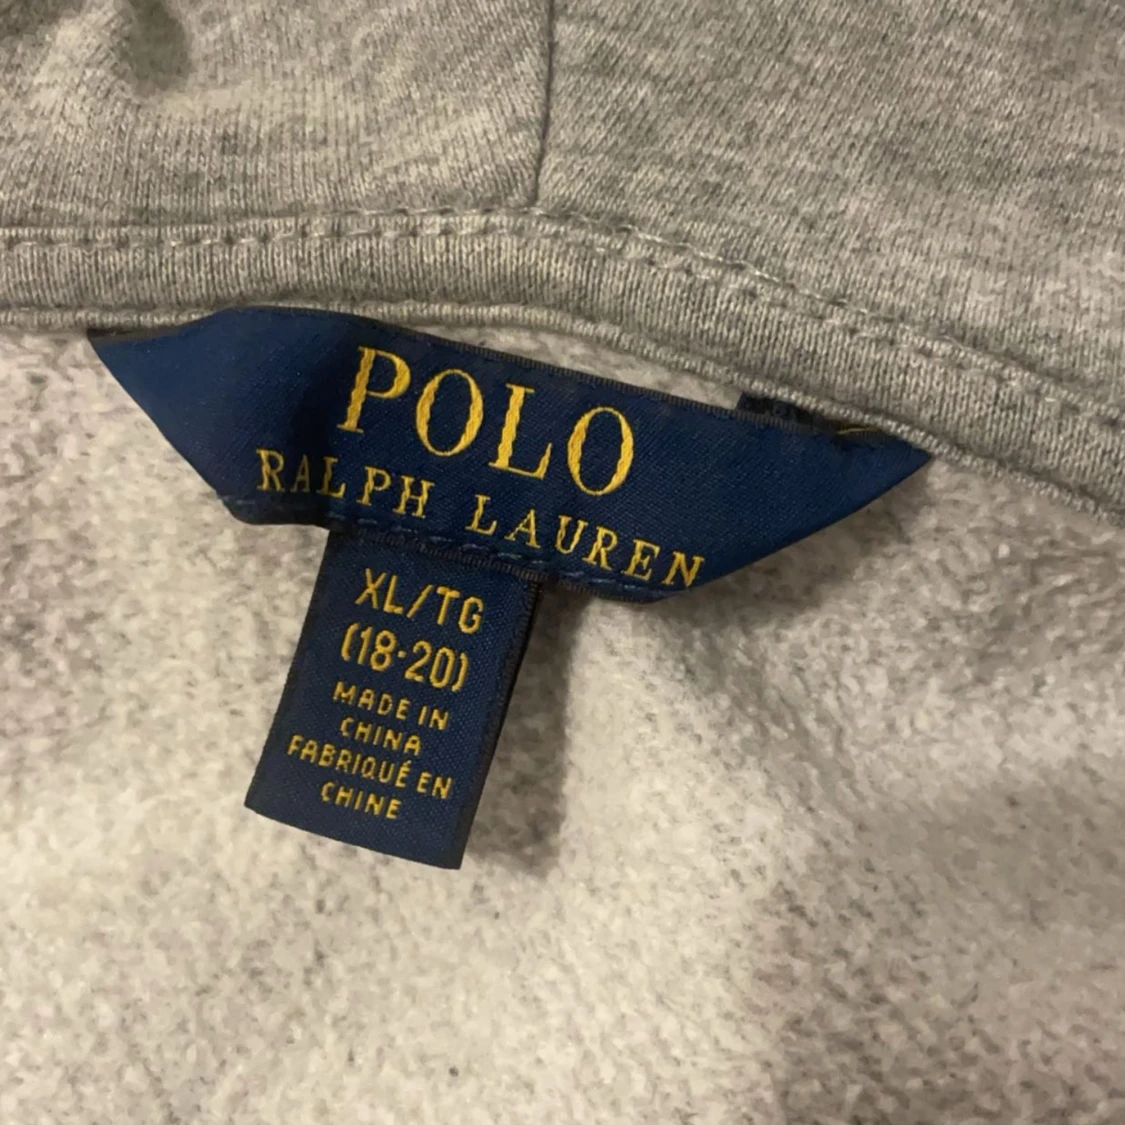 POLO
RALPH LAUREN
XL/TG
(18-20)
MADE IN
CHINA
FABRIQUÉ EN
CHINE